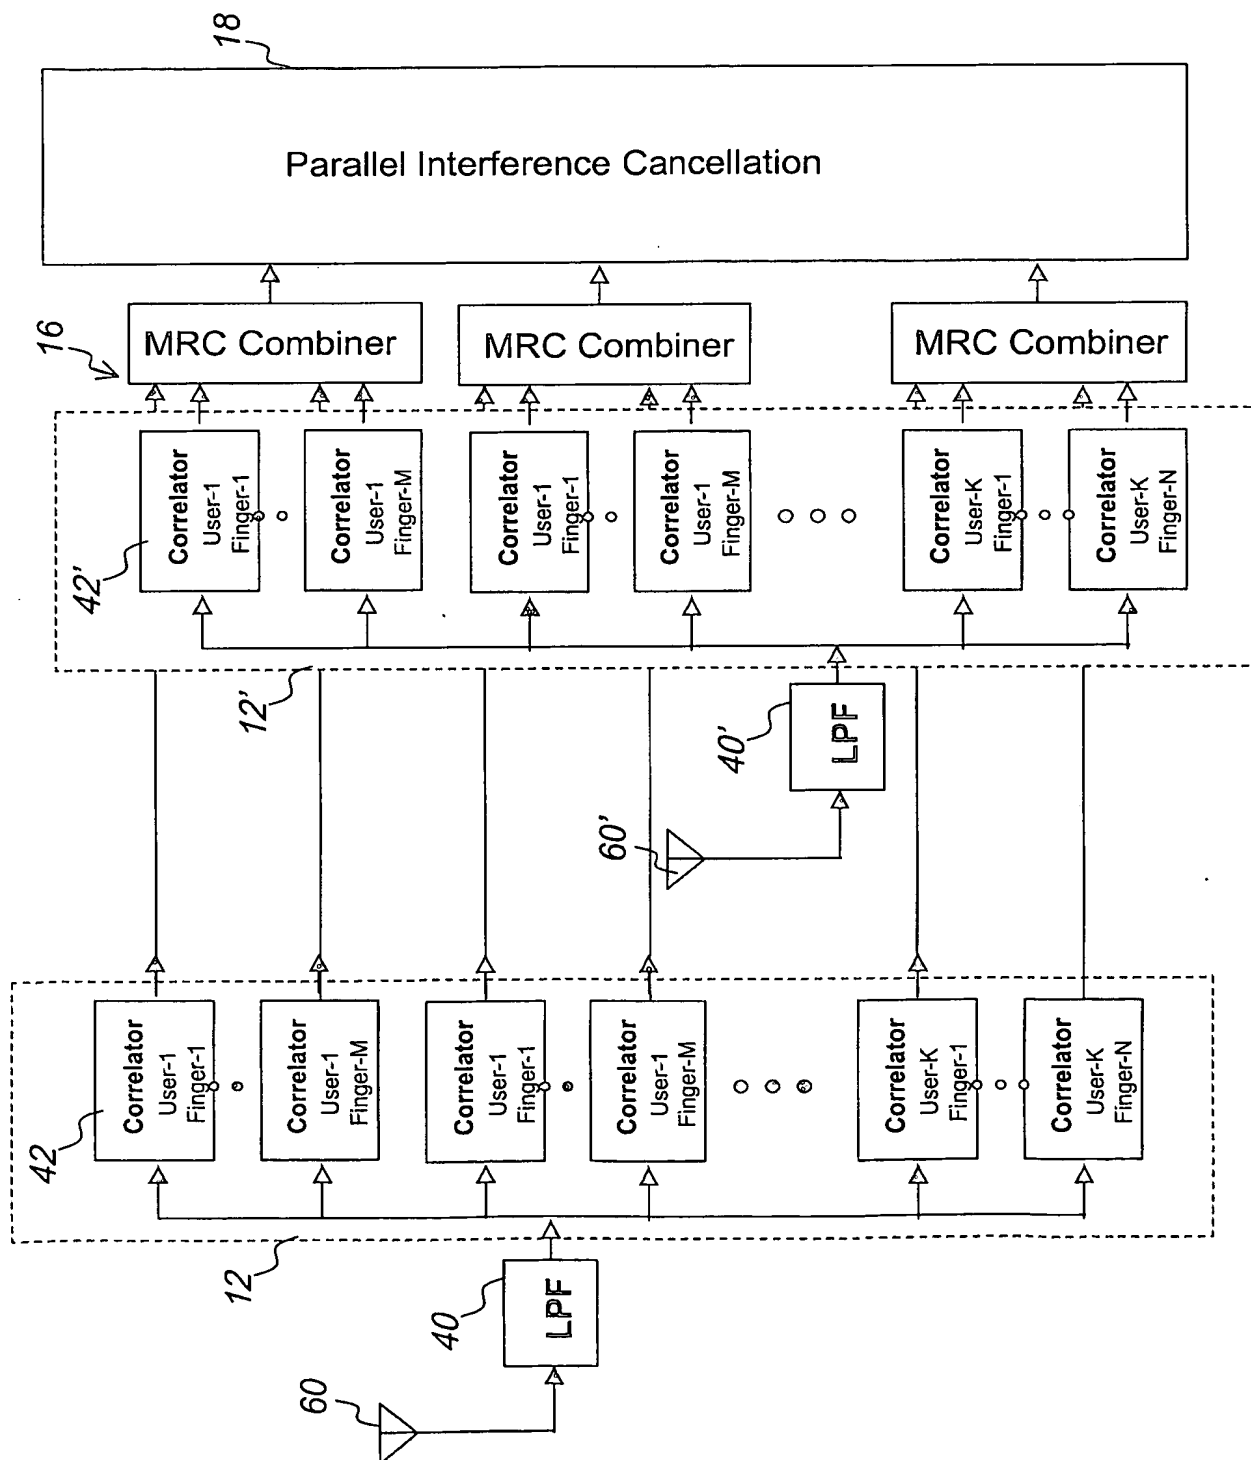 18
Parallel Interference Cancellation
16
MRC Combiner
MRC Combiner
MRC Combiner
42'
Correlator
User-1
Finger-1
Correlator
User-1
Finger-M
Correlator
User-1
Finger-1
Correlator
User-1
Finger-M
Correlator
User-K
Finger-1
Correlator
User-K
Finger-N
12'
40'
LPF
60'
42
Correlator
User-1
Finger-1
Correlator
User-1
Finger-M
Correlator
User-1
Finger-1
Correlator
User-1
Finger-M
Correlator
User-K
Finger-1
Correlator
User-K
Finger-N
12
40
LPF
60